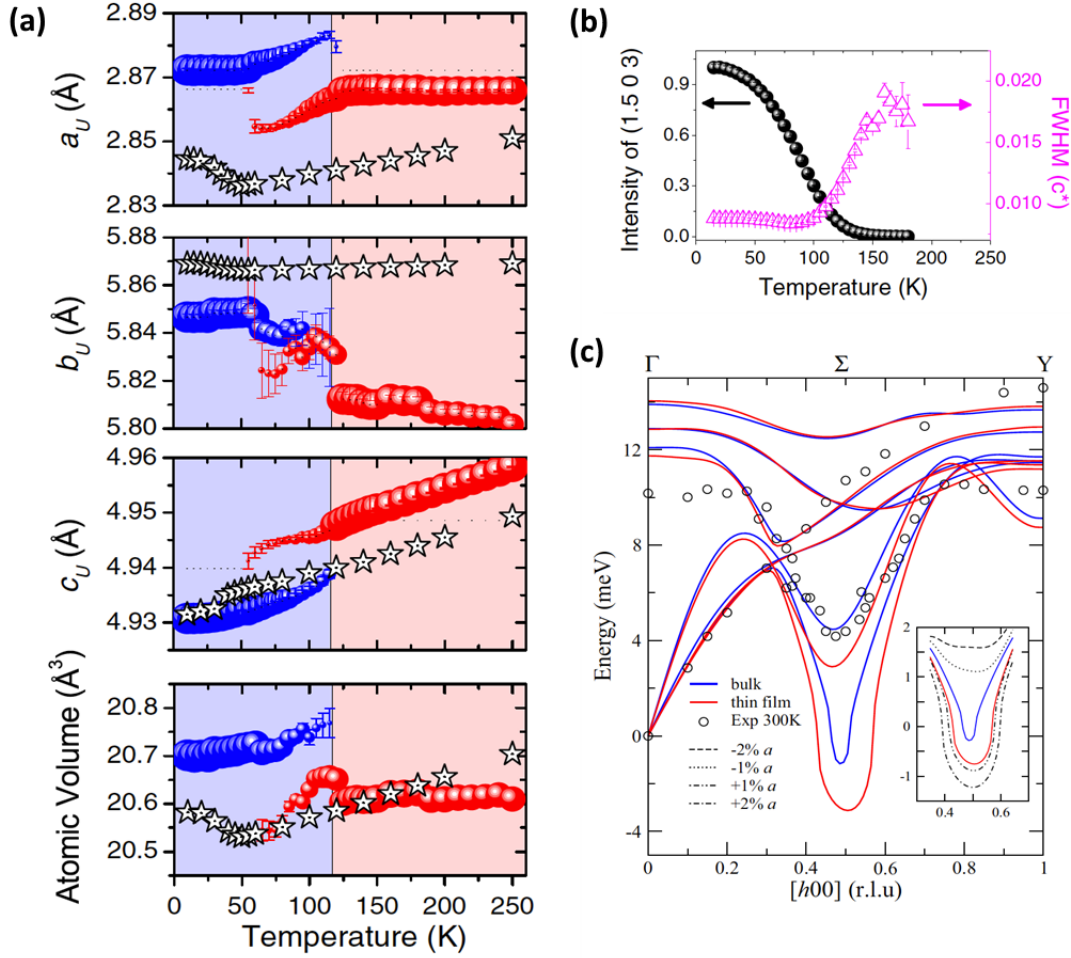 (a)
2.89
2.87
2.85
2.83
a_U (Å)
5.88
5.86
5.84
5.82
5.80
b_U (Å)
4.96
4.95
4.94
4.93
c_U (Å)
20.8
20.7
20.6
20.5
Atomic Volume (Å³)
0 50 100 150 200 250
Temperature (K)
(b)
0.9
0.6
0.3
0.0
Intensity of (1.5 0 3)
0.020
0.015
0.010
FWHM (c*)
0 50 100 150 200 250
Temperature (K)
(c)
Γ Σ Y
12
8
4
0
-4
Energy (meV)
bulk
thin film
Exp 300K
-2% a
-1% a
+1% a
+2% a
2
1
0
-1
0.4 0.6
0 0.2 0.4 0.6 0.8 1
[h00] (r.l.u)